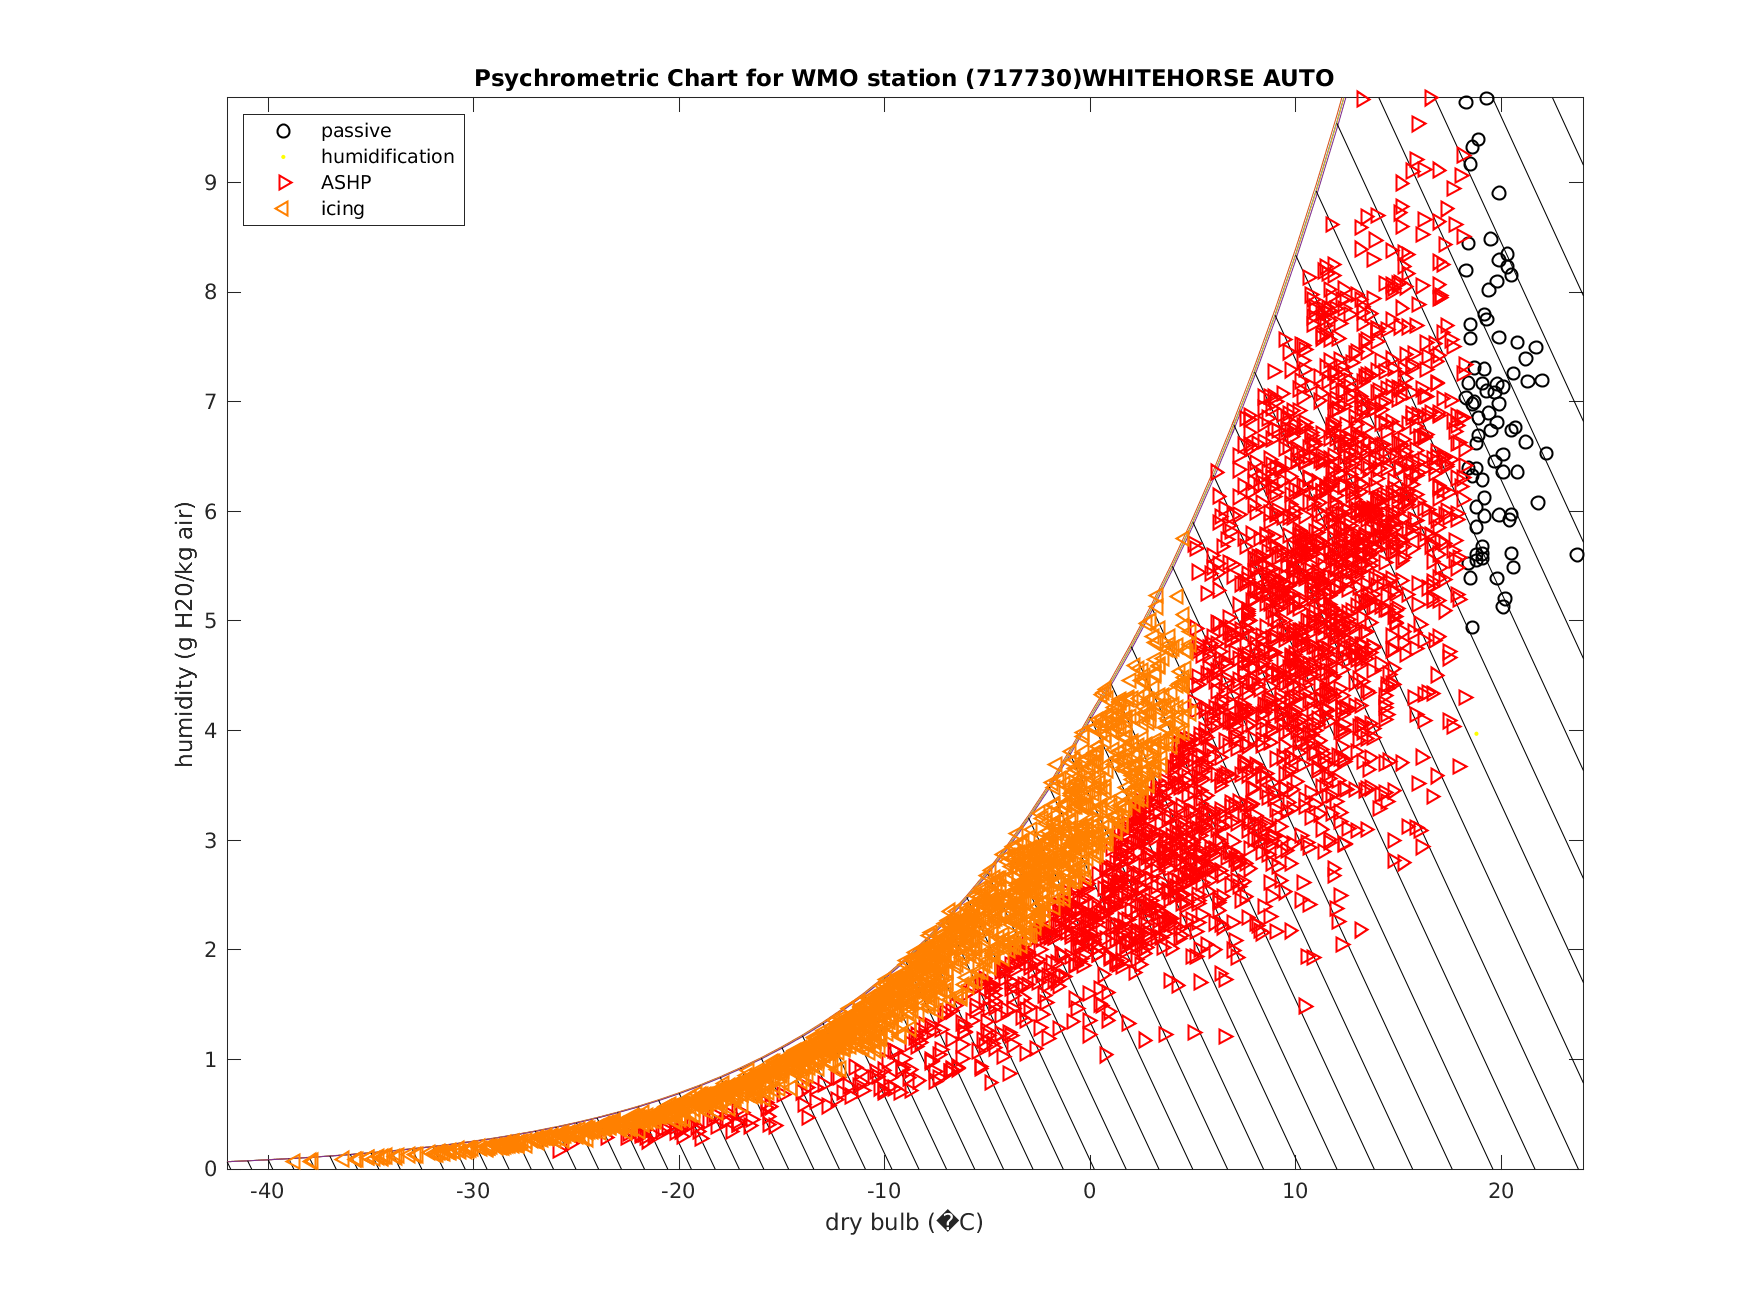 Psychrometric Chart for WMO station (717730)WHITEHORSE AUTO
passive
humidification
ASHP
icing
humidity (g H20/kg air)
9
8
7
6
5
4
3
2
1
0
-40 -30 -20 -10 0 10 20
dry bulb (�C)